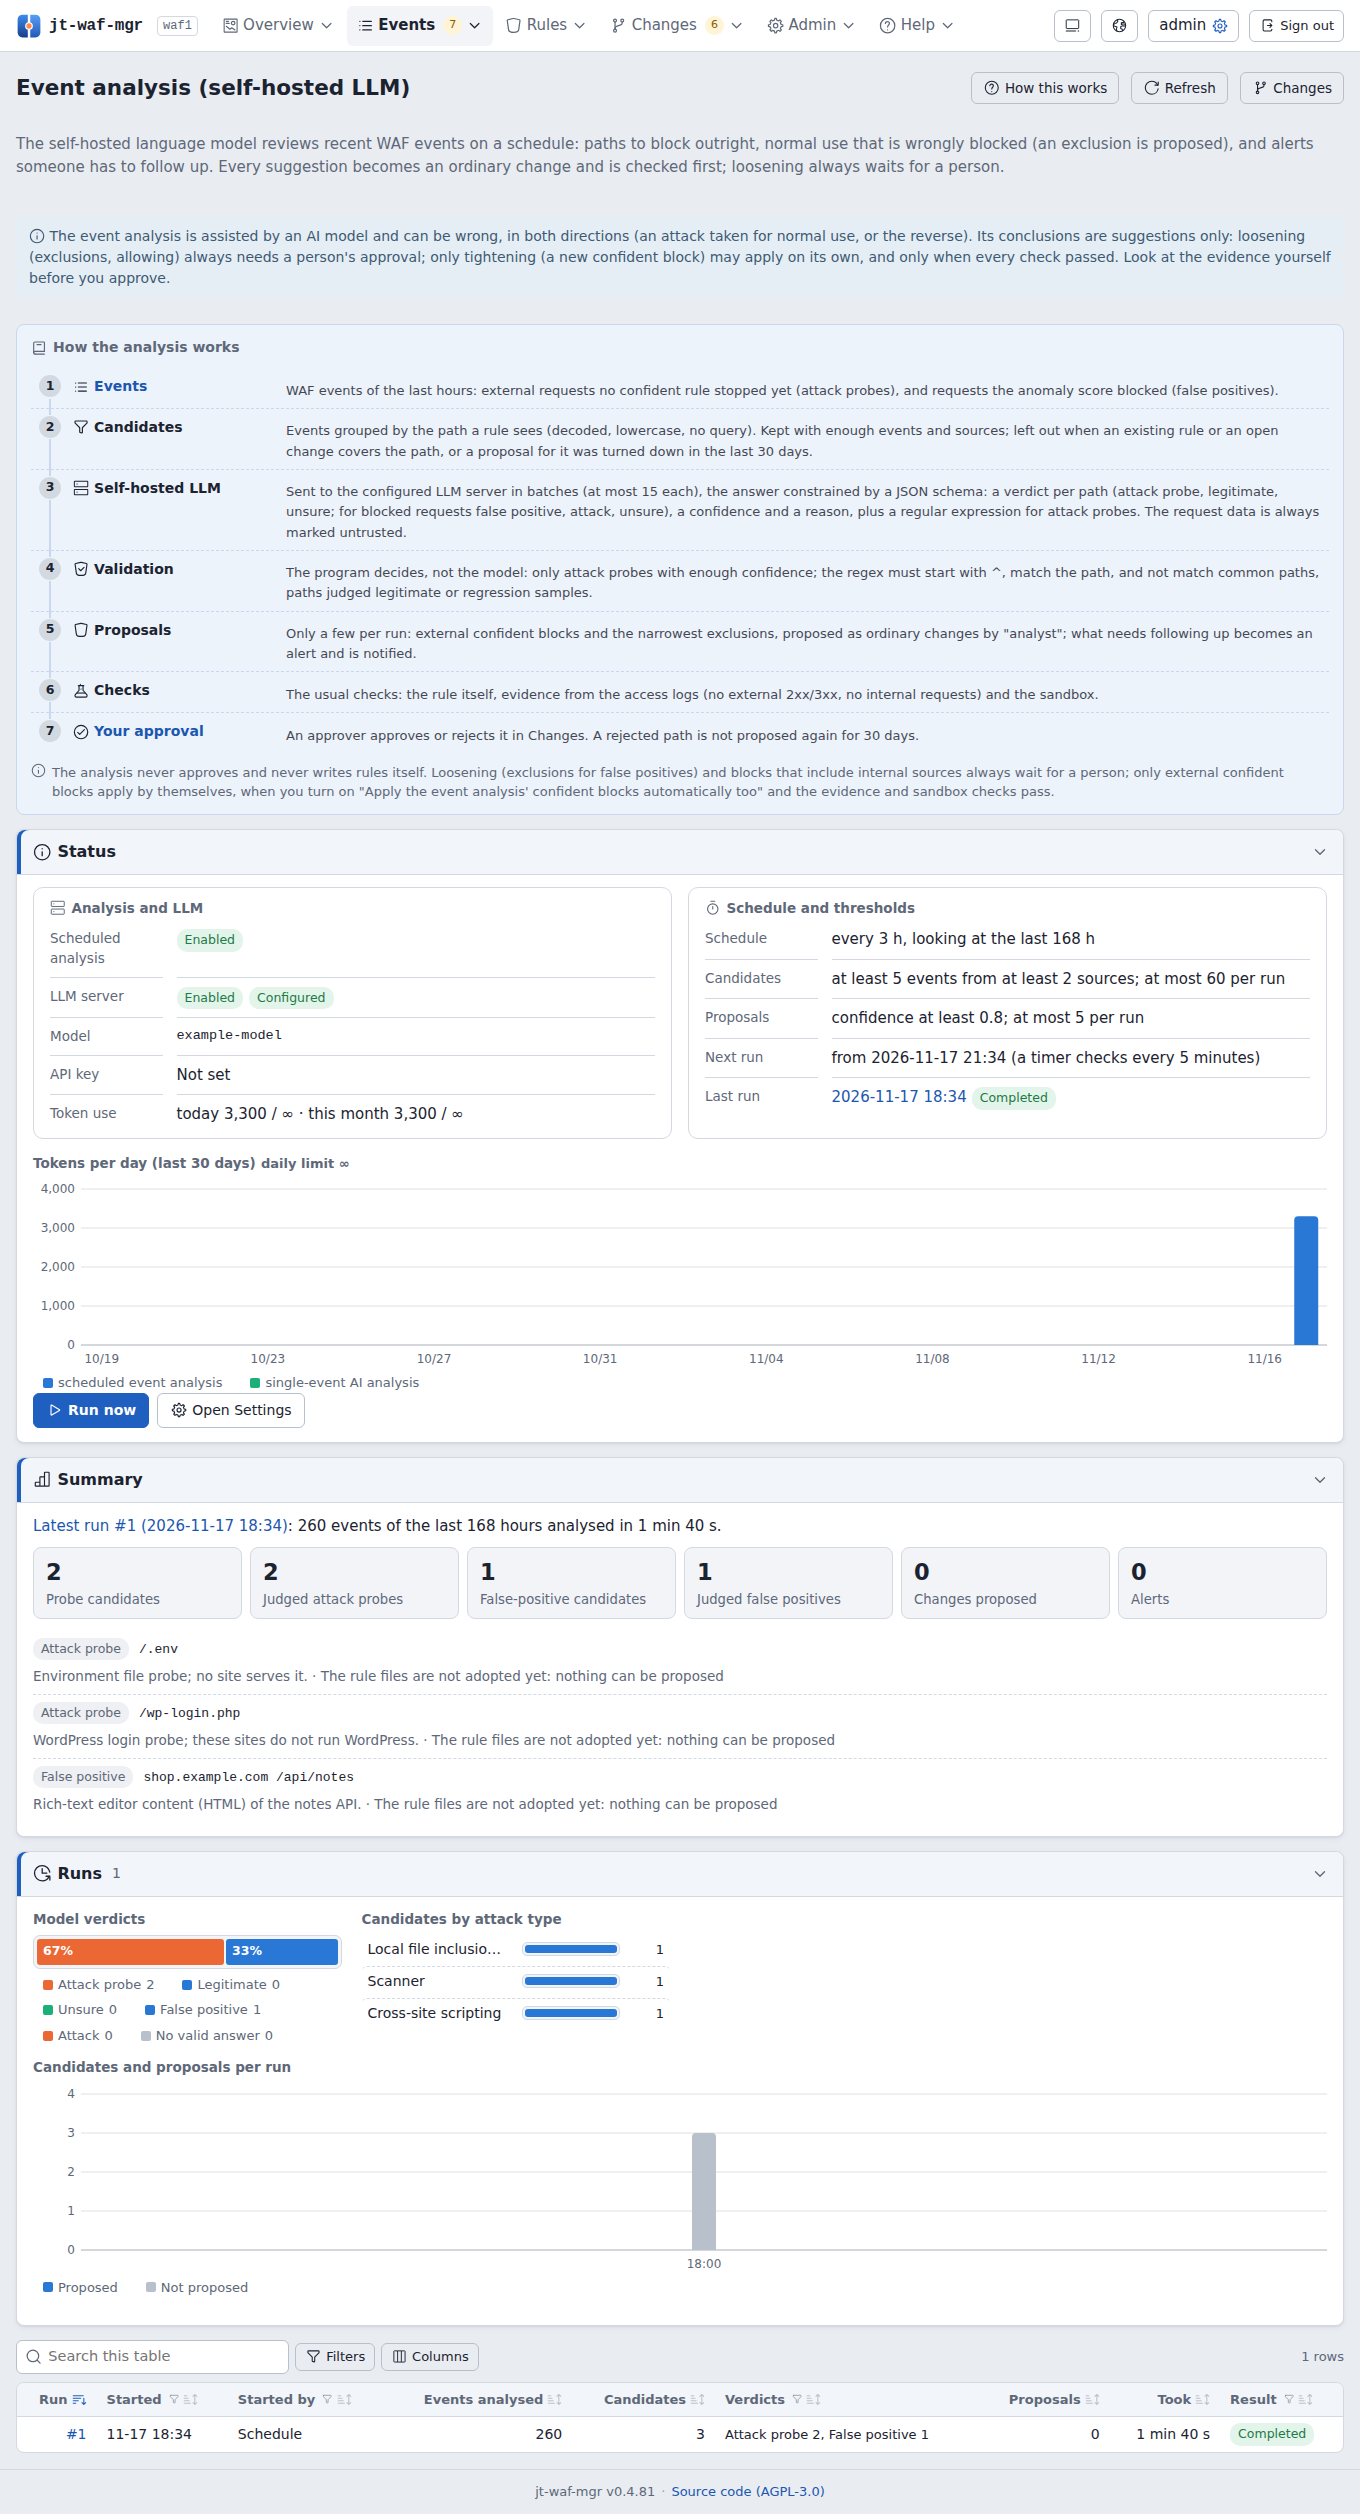 jt-waf-mgr waf1 Overview Events 7 Rules Changes 6 Admin Help admin Sign out
Event analysis (self-hosted LLM)
How this works Refresh Changes
The self-hosted language model reviews recent WAF events on a schedule: paths to block outright, normal use that is wrongly blocked (an exclusion is proposed), and alerts
someone has to follow up. Every suggestion becomes an ordinary change and is checked first; loosening always waits for a person.
The event analysis is assisted by an AI model and can be wrong, in both directions (an attack taken for normal use, or the reverse). Its conclusions are suggestions only: loosening
(exclusions, allowing) always needs a person's approval; only tightening (a new confident block) may apply on its own, and only when every check passed. Look at the evidence yourself
before you approve.
How the analysis works
1 Events
WAF events of the last hours: external requests no confident rule stopped yet (attack probes), and requests the anomaly score blocked (false positives).
2 Candidates
Events grouped by the path a rule sees (decoded, lowercase, no query). Kept with enough events and sources; left out when an existing rule or an open
change covers the path, or a proposal for it was turned down in the last 30 days.
3 Self-hosted LLM
Sent to the configured LLM server in batches (at most 15 each), the answer constrained by a JSON schema: a verdict per path (attack probe, legitimate,
unsure; for blocked requests false positive, attack, unsure), a confidence and a reason, plus a regular expression for attack probes. The request data is always
marked untrusted.
4 Validation
The program decides, not the model: only attack probes with enough confidence; the regex must start with ^, match the path, and not match common paths,
paths judged legitimate or regression samples.
5 Proposals
Only a few per run: external confident blocks and the narrowest exclusions, proposed as ordinary changes by "analyst"; what needs following up becomes an
alert and is notified.
6 Checks
The usual checks: the rule itself, evidence from the access logs (no external 2xx/3xx, no internal requests) and the sandbox.
7 Your approval
An approver approves or rejects it in Changes. A rejected path is not proposed again for 30 days.
The analysis never approves and never writes rules itself. Loosening (exclusions for false positives) and blocks that include internal sources always wait for a person; only external confident
blocks apply by themselves, when you turn on "Apply the event analysis' confident blocks automatically too" and the evidence and sandbox checks pass.
Status
Analysis and LLM
Scheduled
analysis
Enabled
LLM server Enabled Configured
Model example-model
API key Not set
Token use today 3,300 / ∞ · this month 3,300 / ∞
Schedule and thresholds
Schedule every 3 h, looking at the last 168 h
Candidates at least 5 events from at least 2 sources; at most 60 per run
Proposals confidence at least 0.8; at most 5 per run
Next run from 2026-11-17 21:34 (a timer checks every 5 minutes)
Last run 2026-11-17 18:34 Completed
Tokens per day (last 30 days) daily limit ∞
4,000
3,000
2,000
1,000
0
10/19 10/23 10/27 10/31 11/04 11/08 11/12 11/16
scheduled event analysis single-event AI analysis
Run now Open Settings
Summary
Latest run #1 (2026-11-17 18:34): 260 events of the last 168 hours analysed in 1 min 40 s.
2 2 1 1 0 0
Probe candidates Judged attack probes False-positive candidates Judged false positives Changes proposed Alerts
Attack probe /.env
Environment file probe; no site serves it. · The rule files are not adopted yet: nothing can be proposed
Attack probe /wp-login.php
WordPress login probe; these sites do not run WordPress. · The rule files are not adopted yet: nothing can be proposed
False positive shop.example.com /api/notes
Rich-text editor content (HTML) of the notes API. · The rule files are not adopted yet: nothing can be proposed
Runs 1
Model verdicts
67% 33%
Attack probe 2 Legitimate 0
Unsure 0 False positive 1
Attack 0 No valid answer 0
Candidates by attack type
Local file inclusio… 1
Scanner 1
Cross-site scripting 1
Candidates and proposals per run
4
3
2
1
0
18:00
Proposed Not proposed
Search this table Filters Columns 1 rows
Run Started Started by Events analysed Candidates Verdicts Proposals Took Result
#1 11-17 18:34 Schedule 260 3 Attack probe 2, False positive 1 0 1 min 40 s Completed
jt-waf-mgr v0.4.81 · Source code (AGPL-3.0)